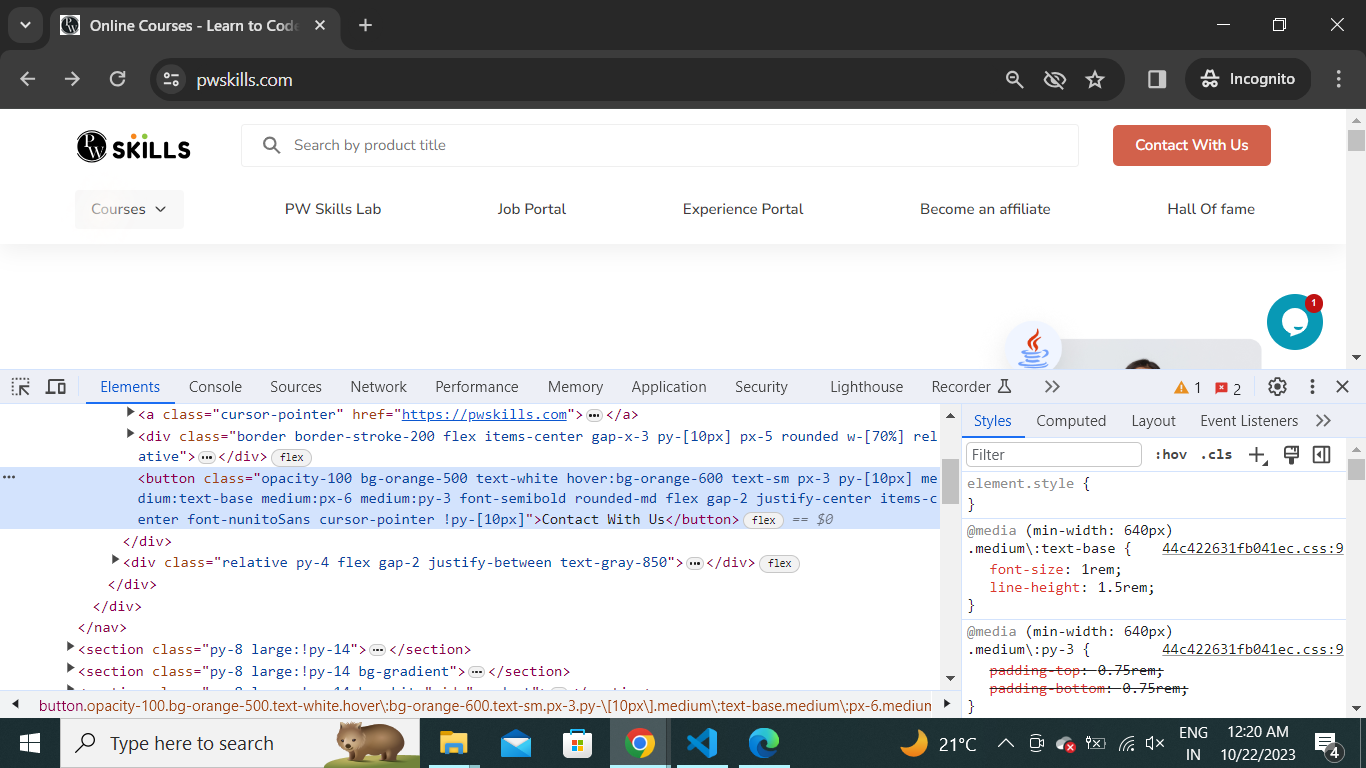 Online Courses - Learn to Code
pwskills.com
Incognito
PW SKILLS
Search by product title
Contact With Us
Courses
PW Skills Lab
Job Portal
Experience Portal
Become an affiliate
Hall Of fame
1
Elements
Console
Sources
Network
Performance
Memory
Application
Security
Lighthouse
Recorder
1
2
<a class="cursor-pointer" href="https://pwskills.com">…</a>
<div class="border border-stroke-200 flex items-center gap-x-3 py-[10px] px-5 rounded w-[70%] rel
ative">…</div> flex
<button class="opacity-100 bg-orange-500 text-white hover:bg-orange-600 text-sm px-3 py-[10px] me
dium:text-base medium:px-6 medium:py-3 font-semibold rounded-md flex gap-2 justify-center items-c
enter font-nunitoSans cursor-pointer !py-[10px]">Contact With Us</button> flex == $0
</div>
<div class="relative py-4 flex gap-2 justify-between text-gray-850">…</div> flex
</div>
</div>
</nav>
<section class="py-8 large:!py-14">…</section>
<section class="py-8 large:!py-14 bg-gradient">…</section>
button.opacity-100.bg-orange-500.text-white.hover\:bg-orange-600.text-sm.px-3.py-\[10px\].medium\:text-base.medium\:px-6.medium
Styles
Computed
Layout
Event Listeners
Filter
:hov
.cls
element.style {
}
@media (min-width: 640px)
.medium\:text-base { 44c422631fb041ec.css:9
font-size: 1rem;
line-height: 1.5rem;
}
@media (min-width: 640px)
.medium\:py-3 { 44c422631fb041ec.css:9
padding-top: 0.75rem;
padding-bottom: 0.75rem;
}
Type here to search
21°C
ENG
IN
12:20 AM
10/22/2023
4